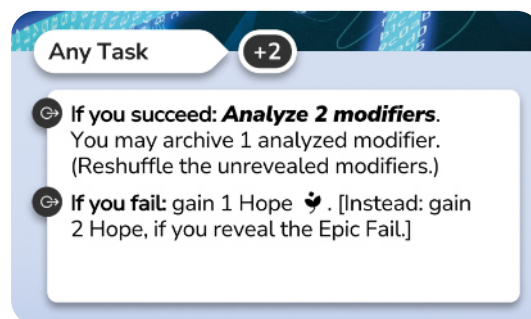 Any Task +2
If you succeed: Analyze 2 modifiers.
You may archive 1 analyzed modifier.
(Reshuffle the unrevealed modifiers.)
If you fail: gain 1 Hope . [Instead: gain
2 Hope, if you reveal the Epic Fail.]